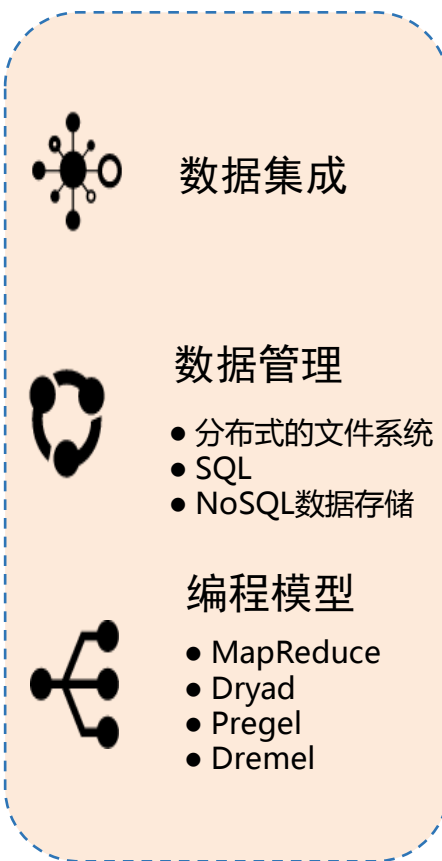 数据集成
数据管理
● 分布式的文件系统
● SQL
● NoSQL数据存储
编程模型
● MapReduce
● Dryad
● Pregel
● Dremel